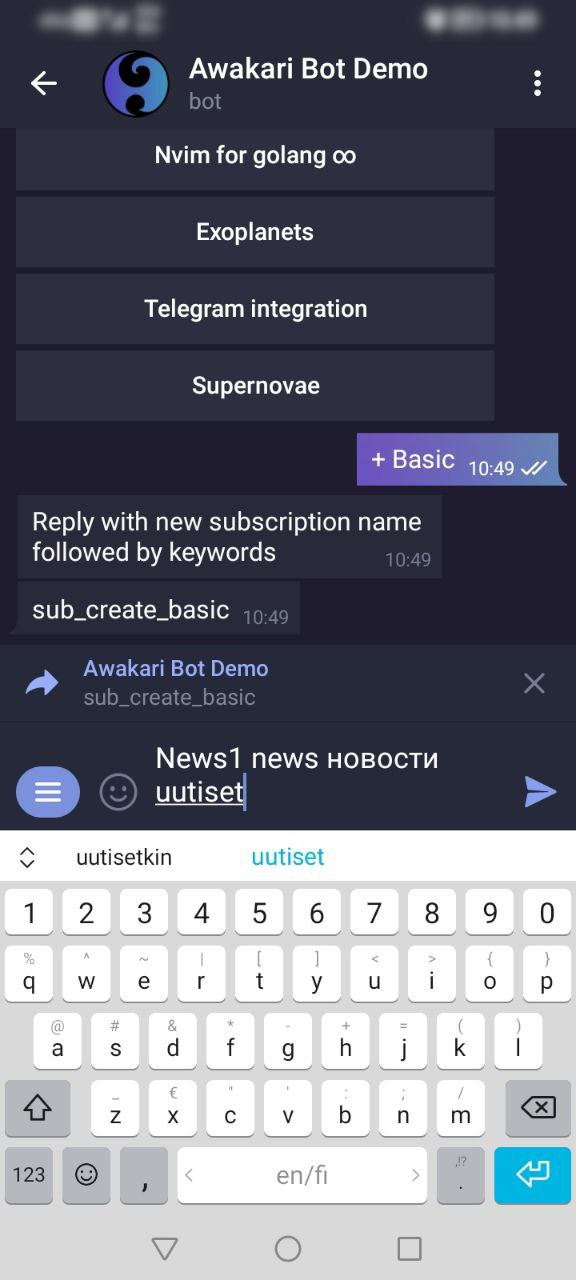 Awakari Bot Demo
bot
Nvim for golang ∞
Exoplanets
Telegram integration
Supernovae
+ Basic 10:49
Reply with new subscription name
followed by keywords 10:49
sub_create_basic 10:49
Awakari Bot Demo
sub_create_basic
News1 news новости
uutiset
uutisetkin uutiset
1 2 3 4 5 6 7 8 9 0
% ^ ~ | [ ] < > { }
q w e r t y u i o p
@ # & * - + = ( )
a s d f g h j k l
_ € " ' : ; /
z x c v b n m
,!?
123 , < en/fi > .